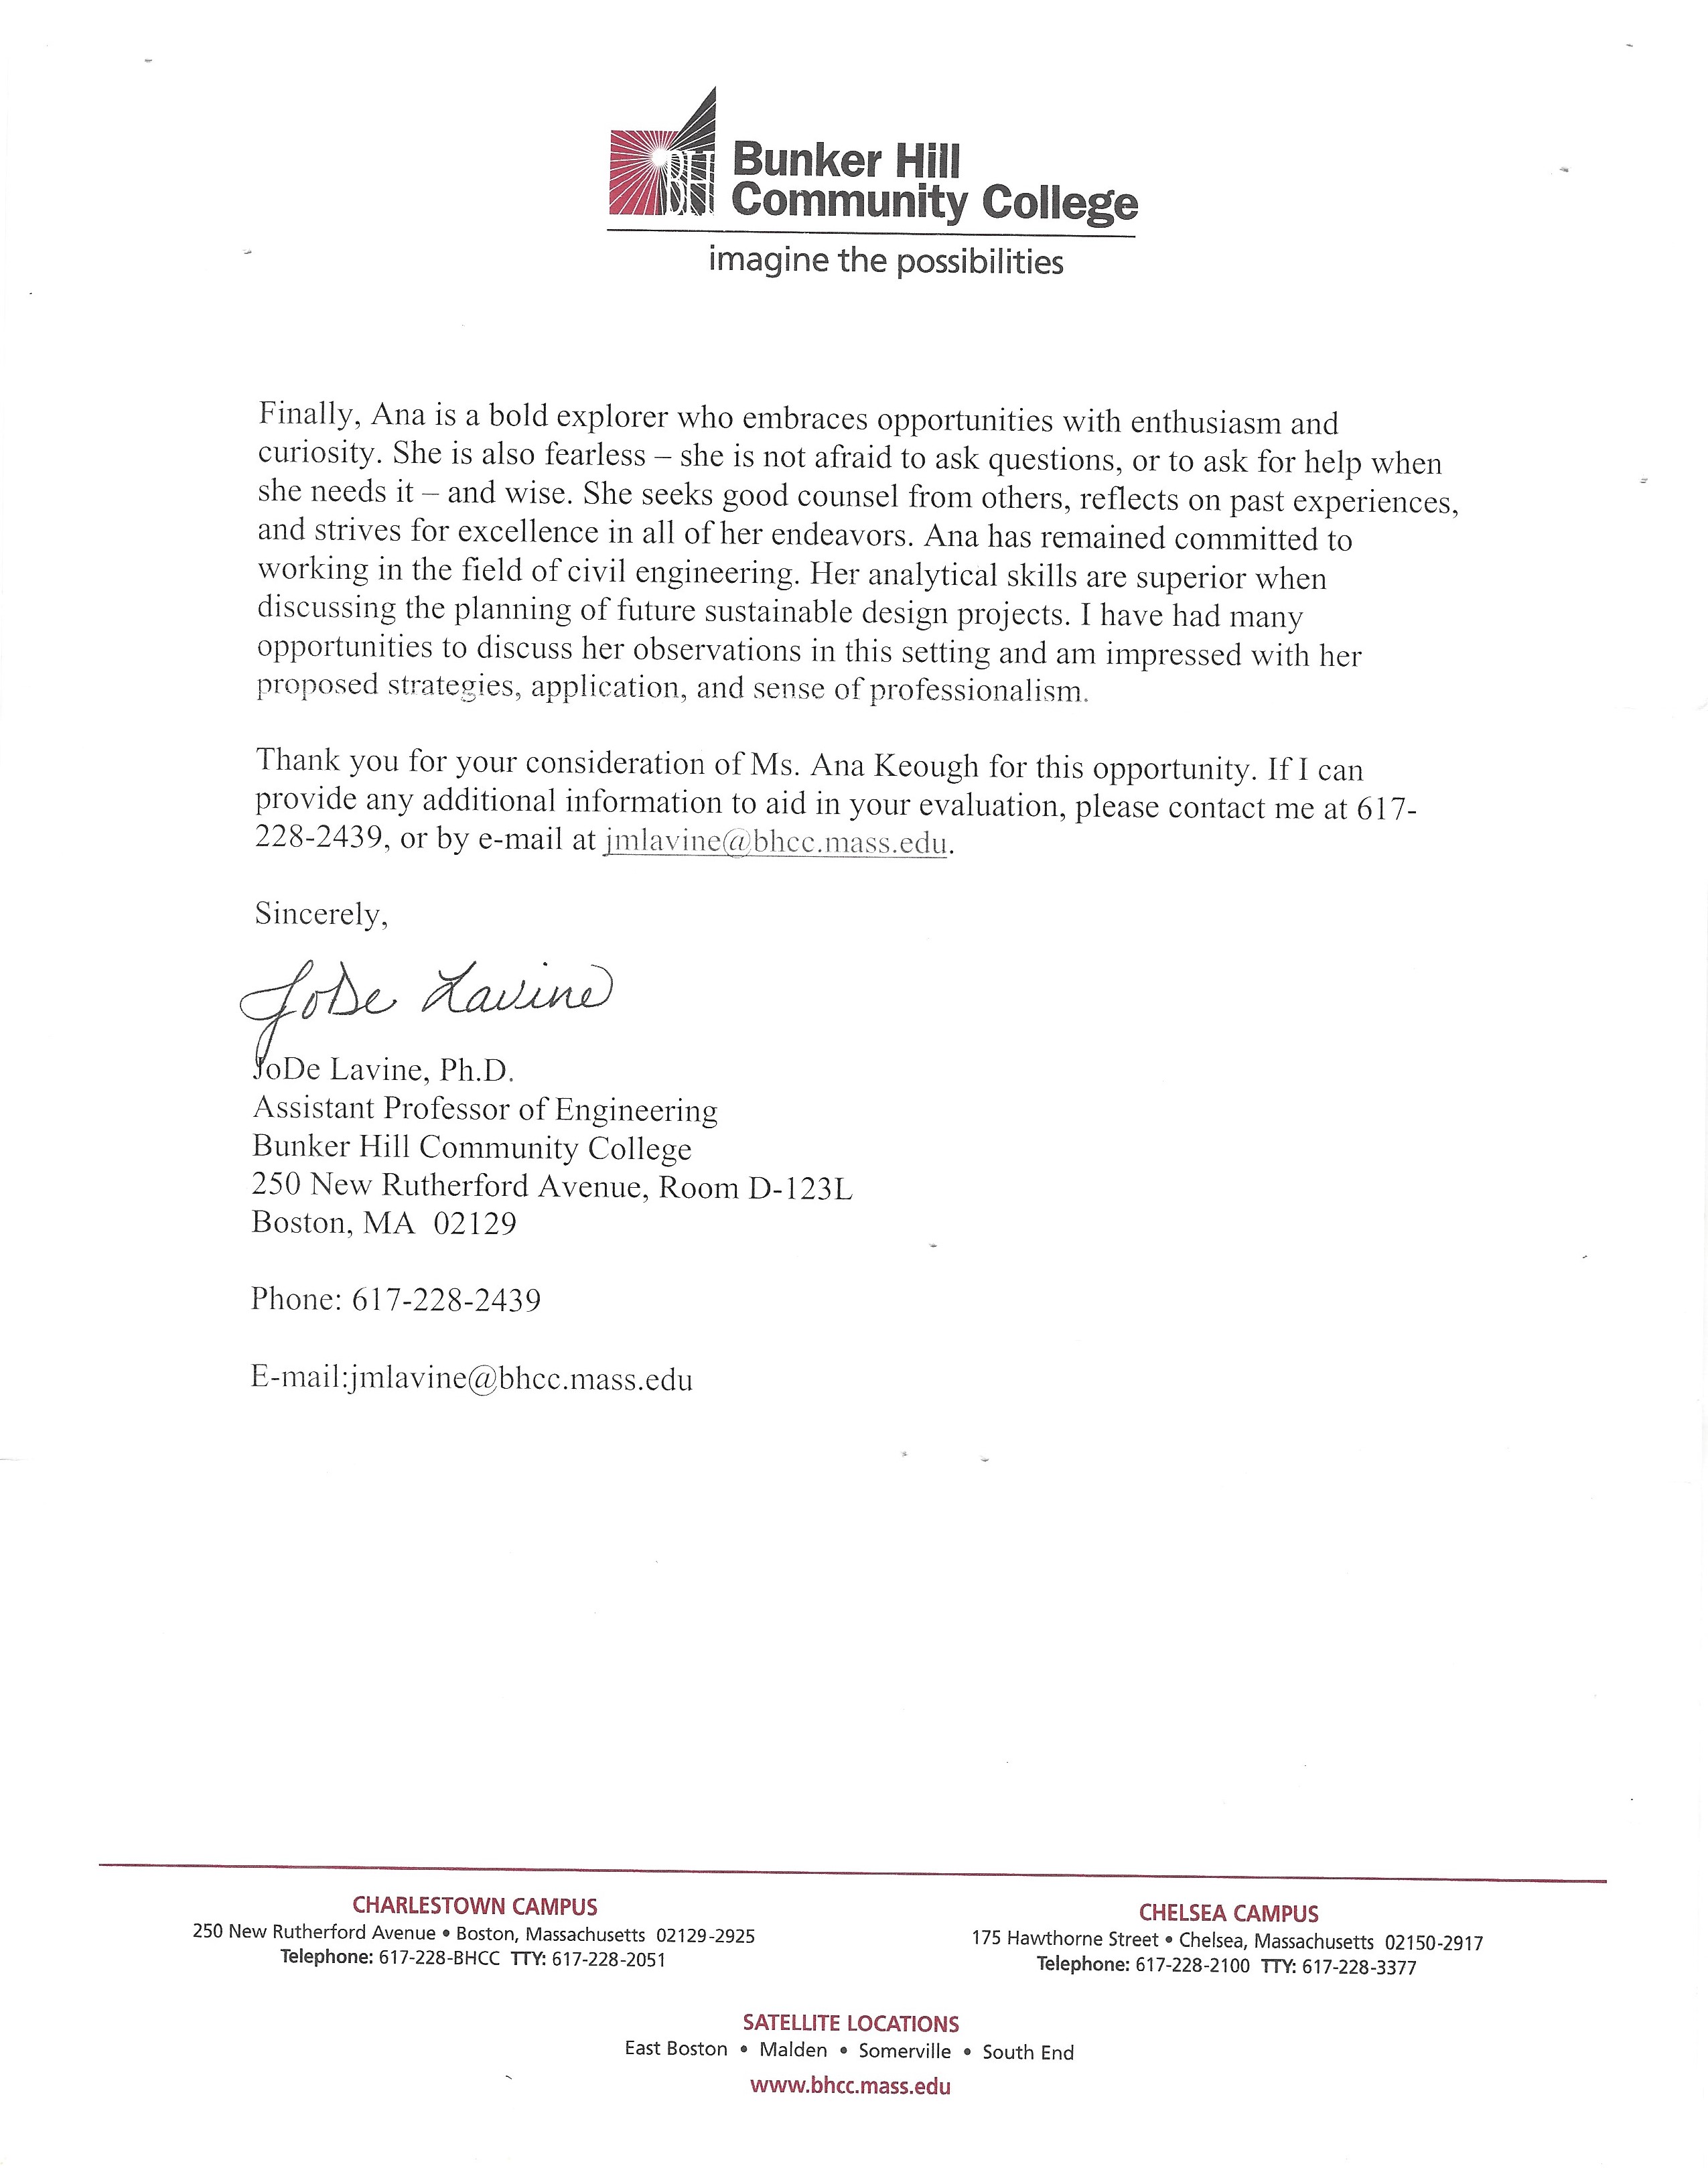 Bunker Hill
Community College
imagine the possibilities
Finally, Ana is a bold explorer who embraces opportunities with enthusiasm and
curiosity. She is also fearless – she is not afraid to ask questions, or to ask for help when
she needs it – and wise. She seeks good counsel from others, reflects on past experiences,
and strives for excellence in all of her endeavors. Ana has remained committed to
working in the field of civil engineering. Her analytical skills are superior when
discussing the planning of future sustainable design projects. I have had many
opportunities to discuss her observations in this setting and am impressed with her
proposed strategies, application, and sense of professionalism.
Thank you for your consideration of Ms. Ana Keough for this opportunity. If I can
provide any additional information to aid in your evaluation, please contact me at 617-
228-2439, or by e-mail at jmlavine@bhcc.mass.edu.
Sincerely,
JoDe Lavine
JoDe Lavine, Ph.D.
Assistant Professor of Engineering
Bunker Hill Community College
250 New Rutherford Avenue, Room D-123L
Boston, MA  02129
Phone: 617-228-2439
E-mail:jmlavine@bhcc.mass.edu
CHARLESTOWN CAMPUS
250 New Rutherford Avenue • Boston, Massachusetts  02129-2925
Telephone: 617-228-BHCC  TTY: 617-228-2051
CHELSEA CAMPUS
175 Hawthorne Street • Chelsea, Massachusetts  02150-2917
Telephone: 617-228-2100  TTY: 617-228-3377
SATELLITE LOCATIONS
East Boston • Malden • Somerville • South End
www.bhcc.mass.edu